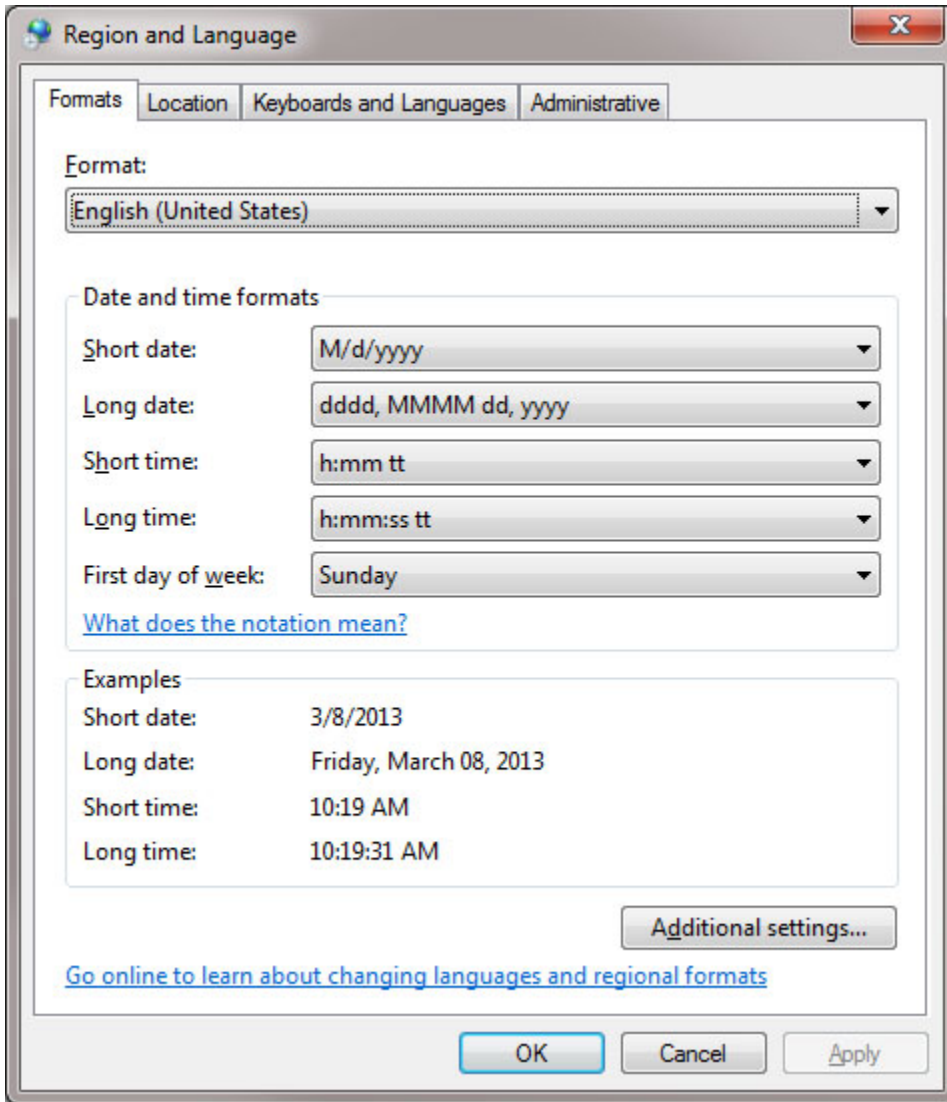 Region and Language
Formats Location Keyboards and Languages Administrative
Format:
English (United States)
Date and time formats
Short date: M/d/yyyy
Long date: dddd, MMMM dd, yyyy
Short time: h:mm tt
Long time: h:mm:ss tt
First day of week: Sunday
What does the notation mean?
Examples
Short date: 3/8/2013
Long date: Friday, March 08, 2013
Short time: 10:19 AM
Long time: 10:19:31 AM
Additional settings...
Go online to learn about changing languages and regional formats
OK Cancel Apply